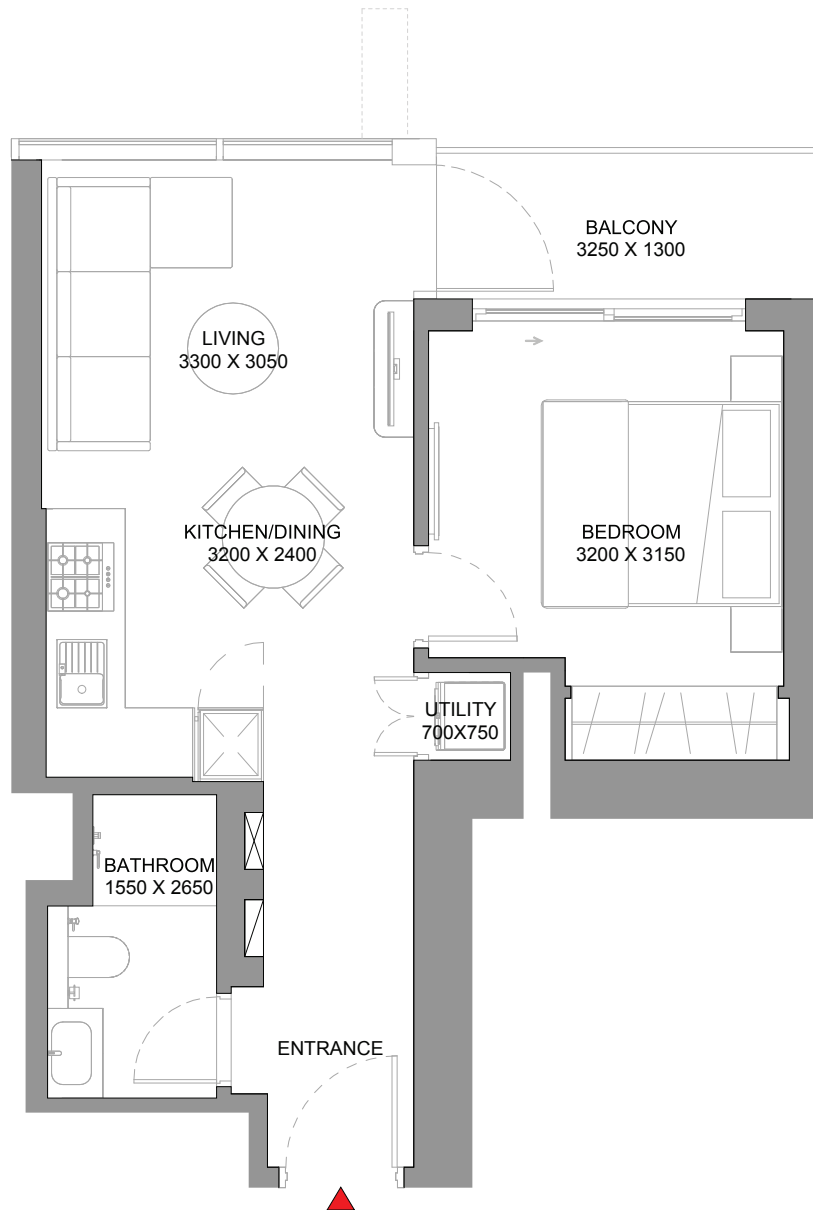 BALCONY
3250 X 1300
LIVING
3300 X 3050
KITCHEN/DINING
3200 X 2400
BEDROOM
3200 X 3150
UTILITY
700X750
BATHROOM
1550 X 2650
ENTRANCE